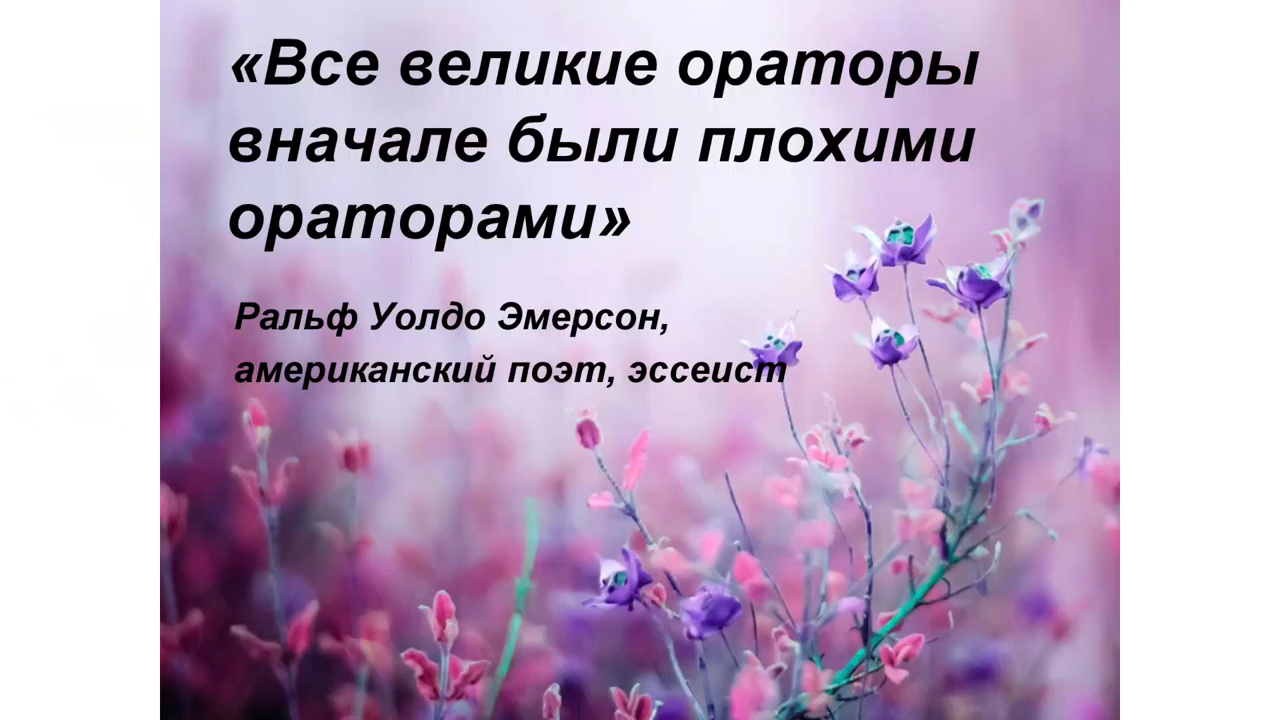 «Все великие ораторы
вначале были плохими
ораторами»
Ральф Уолдо Эмерсон,
американский поэт, эссеист